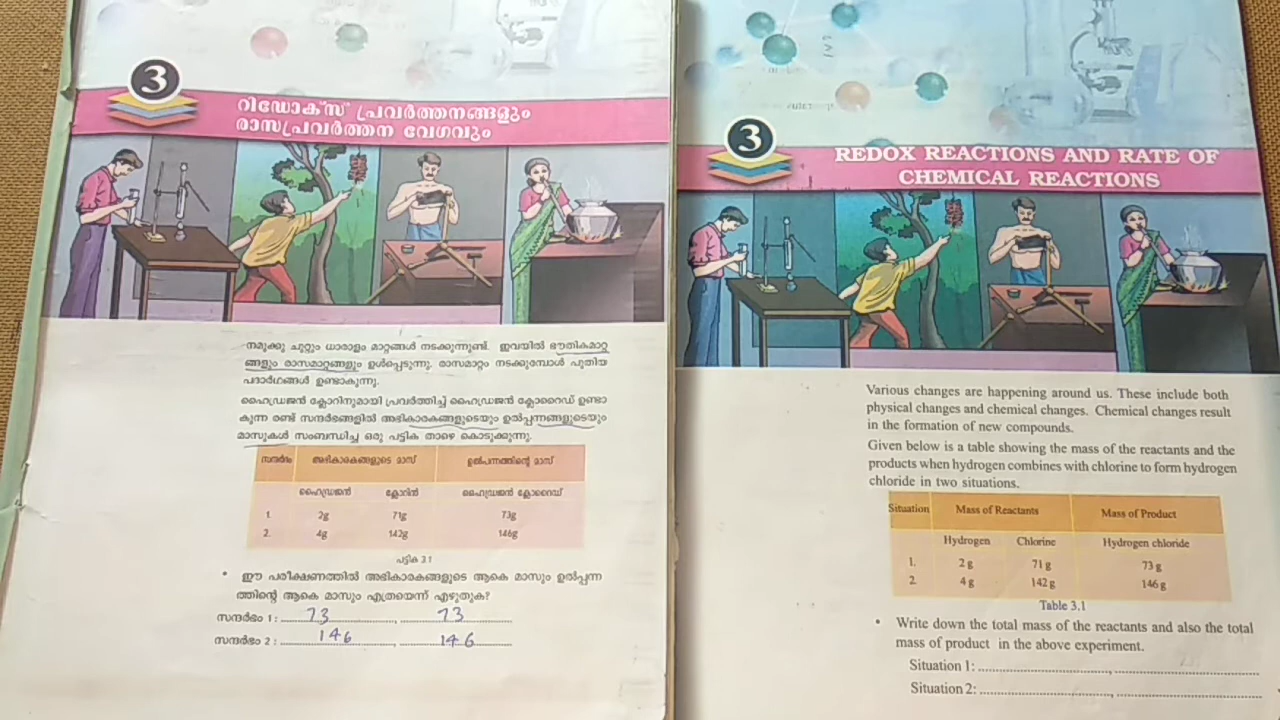 3
റിഡോക്സ് പ്രവർത്തനങ്ങളും
രാസപ്രവർത്തന വേഗവും
നമുക്കു ചുറ്റും ധാരാളം മാറ്റങ്ങൾ നടക്കുന്നുണ്ട്. ഇവയിൽ ഭൗതികമാറ്റ
ങ്ങളും രാസമാറ്റങ്ങളും ഉൾപ്പെടുന്നു. രാസമാറ്റം നടക്കുമ്പോൾ പുതിയ
പദാർഥങ്ങൾ ഉണ്ടാകുന്നു.
ഹൈഡ്രജൻ ക്ലോറിനുമായി പ്രവർത്തിച്ച് ഹൈഡ്രജൻ ക്ലോറൈഡ് ഉണ്ടാ
കുന്ന രണ്ട് സന്ദർഭങ്ങളിൽ അഭികാരകങ്ങളുടെയും ഉൽപ്പന്നങ്ങളുടെയും
മാസുകൾ സംബന്ധിച്ച ഒരു പട്ടിക താഴെ കൊടുക്കുന്നു.
സന്ദർഭം അഭികാരകങ്ങളുടെ മാസ് ഉൽപന്നത്തിന്റെ മാസ്
ഹൈഡ്രജൻ ക്ലോറിൻ ഹൈഡ്രജൻ ക്ലോറൈഡ്
1. 2g 71g 73g
2. 4g 142g 146g
പട്ടിക 3.1
• ഈ പരീക്ഷണത്തിൽ അഭികാരകങ്ങളുടെ ആകെ മാസും ഉൽപ്പന്ന
ത്തിന്റെ ആകെ മാസും എത്രയെന്ന് എഴുതുക?
സന്ദർഭം 1 : 73, 73
സന്ദർഭം 2 : 146, 146
3
REDOX REACTIONS AND RATE OF
CHEMICAL REACTIONS
Various changes are happening around us. These include both
physical changes and chemical changes. Chemical changes result
in the formation of new compounds.
Given below is a table showing the mass of the reactants and the
products when hydrogen combines with chlorine to form hydrogen
chloride in two situations.
Situation Mass of Reactants Mass of Product
Hydrogen Chlorine Hydrogen chloride
1. 2 g 71 g 73 g
2. 4 g 142 g 146 g
Table 3.1
• Write down the total mass of the reactants and also the total
mass of product in the above experiment.
Situation 1: ..............................., ...............................
Situation 2: ..............................., ...............................